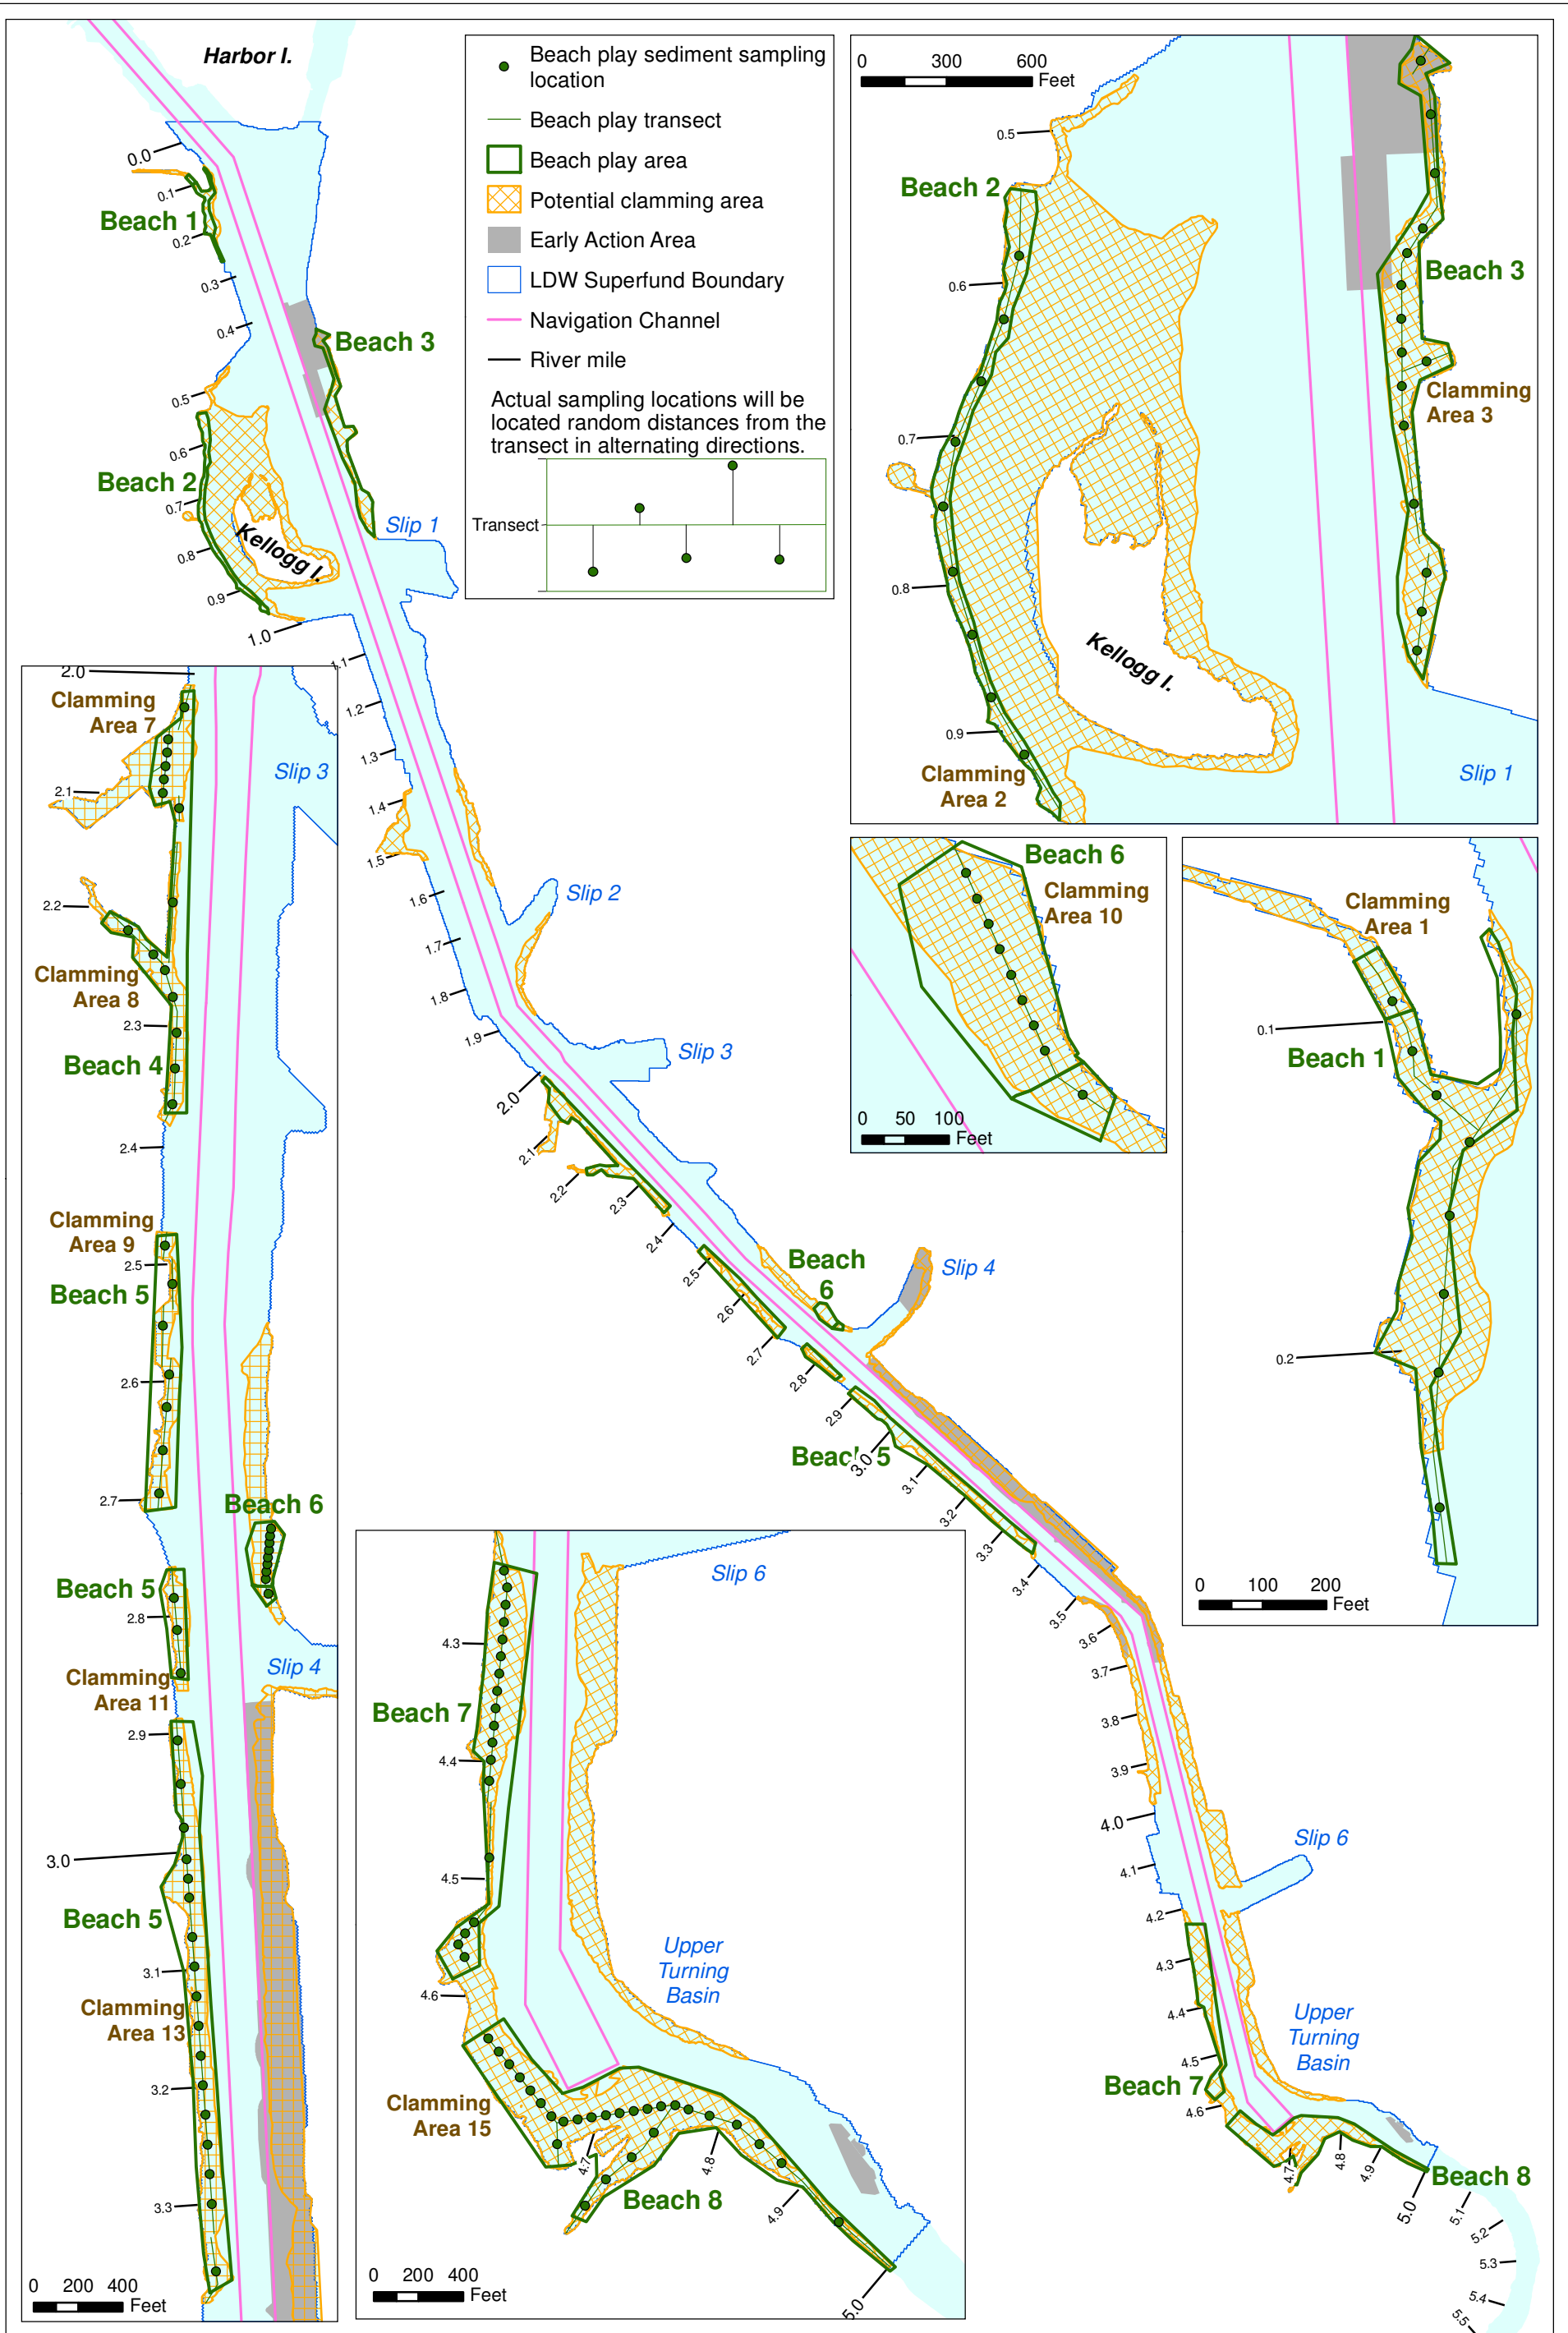 Harbor I.
0.0
0.1
Beach 1
0.2
0.3
0.4
Beach 3
0.5
0.6
Beach 2
0.7
Slip 1
Kellogg I.
0.8
0.9
1.0
1.1
1.2
1.3
1.4
1.5
1.6
Slip 2
1.7
1.8
1.9
Slip 3
2.0
2.1
2.2
2.3
2.4
2.5
2.6
2.7
Beach
6
Slip 4
2.8
2.9
Beach 5
3.0
3.1
3.2
3.3
3.4
3.5
3.6
3.7
3.8
3.9
4.0
4.1
Slip 6
4.2
4.3
4.4
4.5
Upper
Turning
Basin
Beach 7
4.6
4.7
4.8
4.9
Beach 8
5.0
5.1
5.2
5.3
5.4
5.5
Beach play sediment sampling
location
Beach play transect
Beach play area
Potential clamming area
Early Action Area
LDW Superfund Boundary
Navigation Channel
River mile
Actual sampling locations will be
located random distances from the
transect in alternating directions.
Transect
0 300 600
Feet
0.5
Beach 2
0.6
Beach 3
Clamming
Area 3
0.7
0.8
Kellogg I.
0.9
Clamming
Area 2
Slip 1
Beach 6
Clamming
Area 10
0 50 100
Feet
Clamming
Area 1
0.1
Beach 1
0.2
0 100 200
Feet
2.0
Clamming
Area 7
Slip 3
2.1
2.2
Clamming
Area 8
2.3
Beach 4
2.4
Clamming
Area 9
2.5
Beach 5
2.6
2.7
Beach 6
Beach 5
2.8
Slip 4
Clamming
Area 11
2.9
3.0
Beach 5
3.1
Clamming
Area 13
3.2
3.3
0 200 400
Feet
Slip 6
4.3
Beach 7
4.4
4.5
Upper
Turning
Basin
4.6
Clamming
Area 15
4.7
4.8
Beach 8
4.9
0 200 400
Feet
5.0